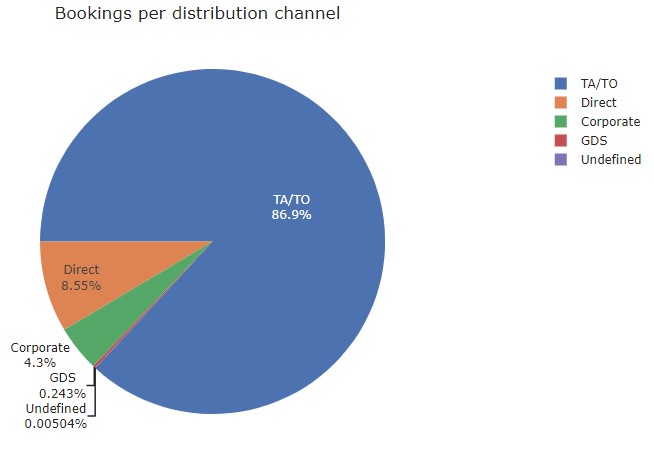 Bookings per distribution channel
TA/TO
Direct
Corporate
GDS
Undefined
TA/TO
86.9%
Direct
8.55%
Corporate
4.3%
GDS
0.243%
Undefined
0.00504%